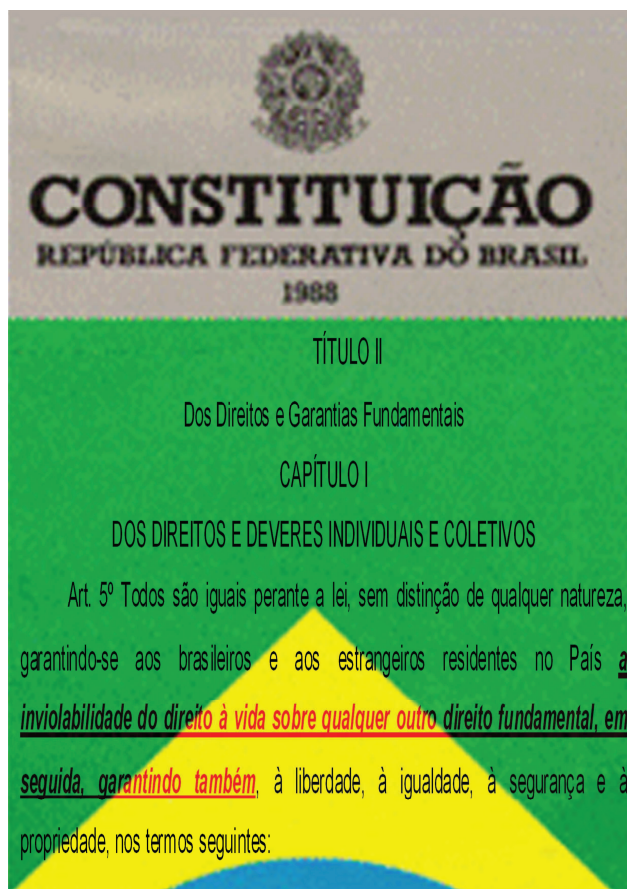 CONSTITUIÇÃO
REPÚBLICA FEDERATIVA DO BRASIL
1988
TÍTULO II
Dos Direitos e Garantias Fundamentais
CAPÍTULO I
DOS DIREITOS E DEVERES INDIVIDUAIS E COLETIVOS
Art. 5º Todos são iguais perante a lei, sem distinção de qualquer natureza,
garantindo-se aos brasileiros e aos estrangeiros residentes no País a
inviolabilidade do direito à vida sobre qualquer outro direito fundamental, em
seguida, garantindo também, à liberdade, à igualdade, à segurança e à
propriedade, nos termos seguintes: